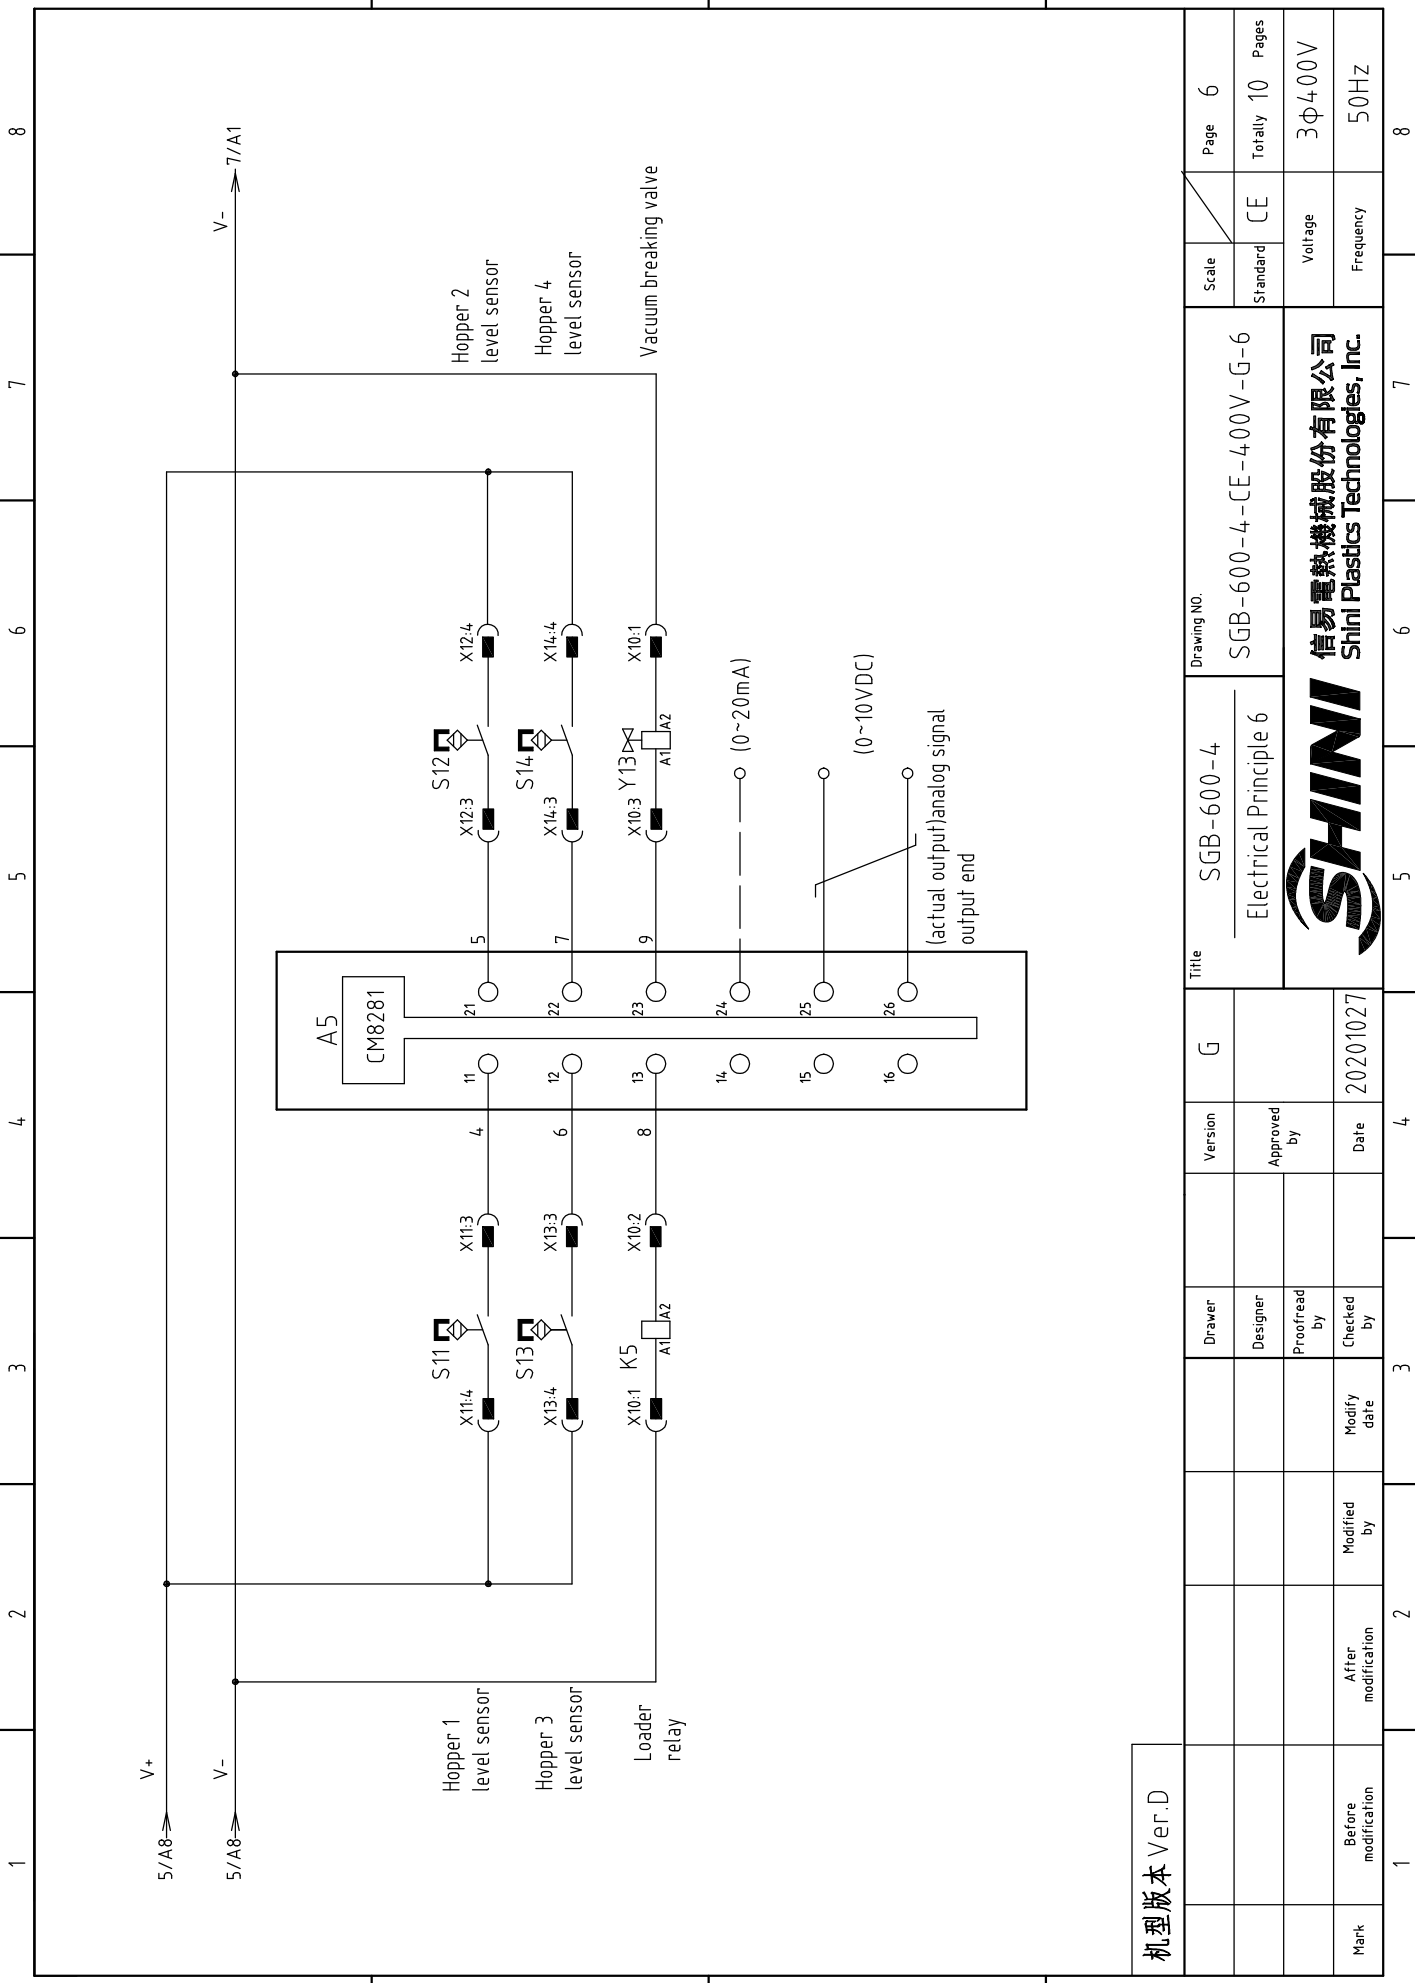 1
2
3
4
5
6
7
8
5/A8
V+
5/A8
V-
V-
7/A1
A5
CM8281
Hopper 1
level sensor
X11:4
S11
X11:3
4
11
21
5
X12:3
S12
X12:4
Hopper 2
level sensor
Hopper 3
level sensor
X13:4
S13
X13:3
6
12
22
7
X14:3
S14
X14:4
Hopper 4
level sensor
Loader
relay
X10:1
K5
A1
A2
X10:2
8
13
23
9
X10:3
Y13
A1
A2
X10:1
Vacuum breaking valve
14
24
(0~20mA)
15
25
(0~10VDC)
16
26
(actual output)analog signal
output end
机型版本 Ver.D
Mark
Before
modification
After
modification
Modified
by
Modify
date
Drawer
Designer
Proofread
by
Checked
by
Version
G
Approved
by
Date
20201027
Title
SGB-600-4
Electrical Principle 6
Drawing NO.
SGB-600-4-CE-400V-G-6
SHINI
信易電熱機械股份有限公司
Shini Plastics Technologies, Inc.
Scale
Page 6
Standard
CE
Totally 10 Pages
Voltage
3φ400V
Frequency
50Hz
1
2
3
4
5
6
7
8